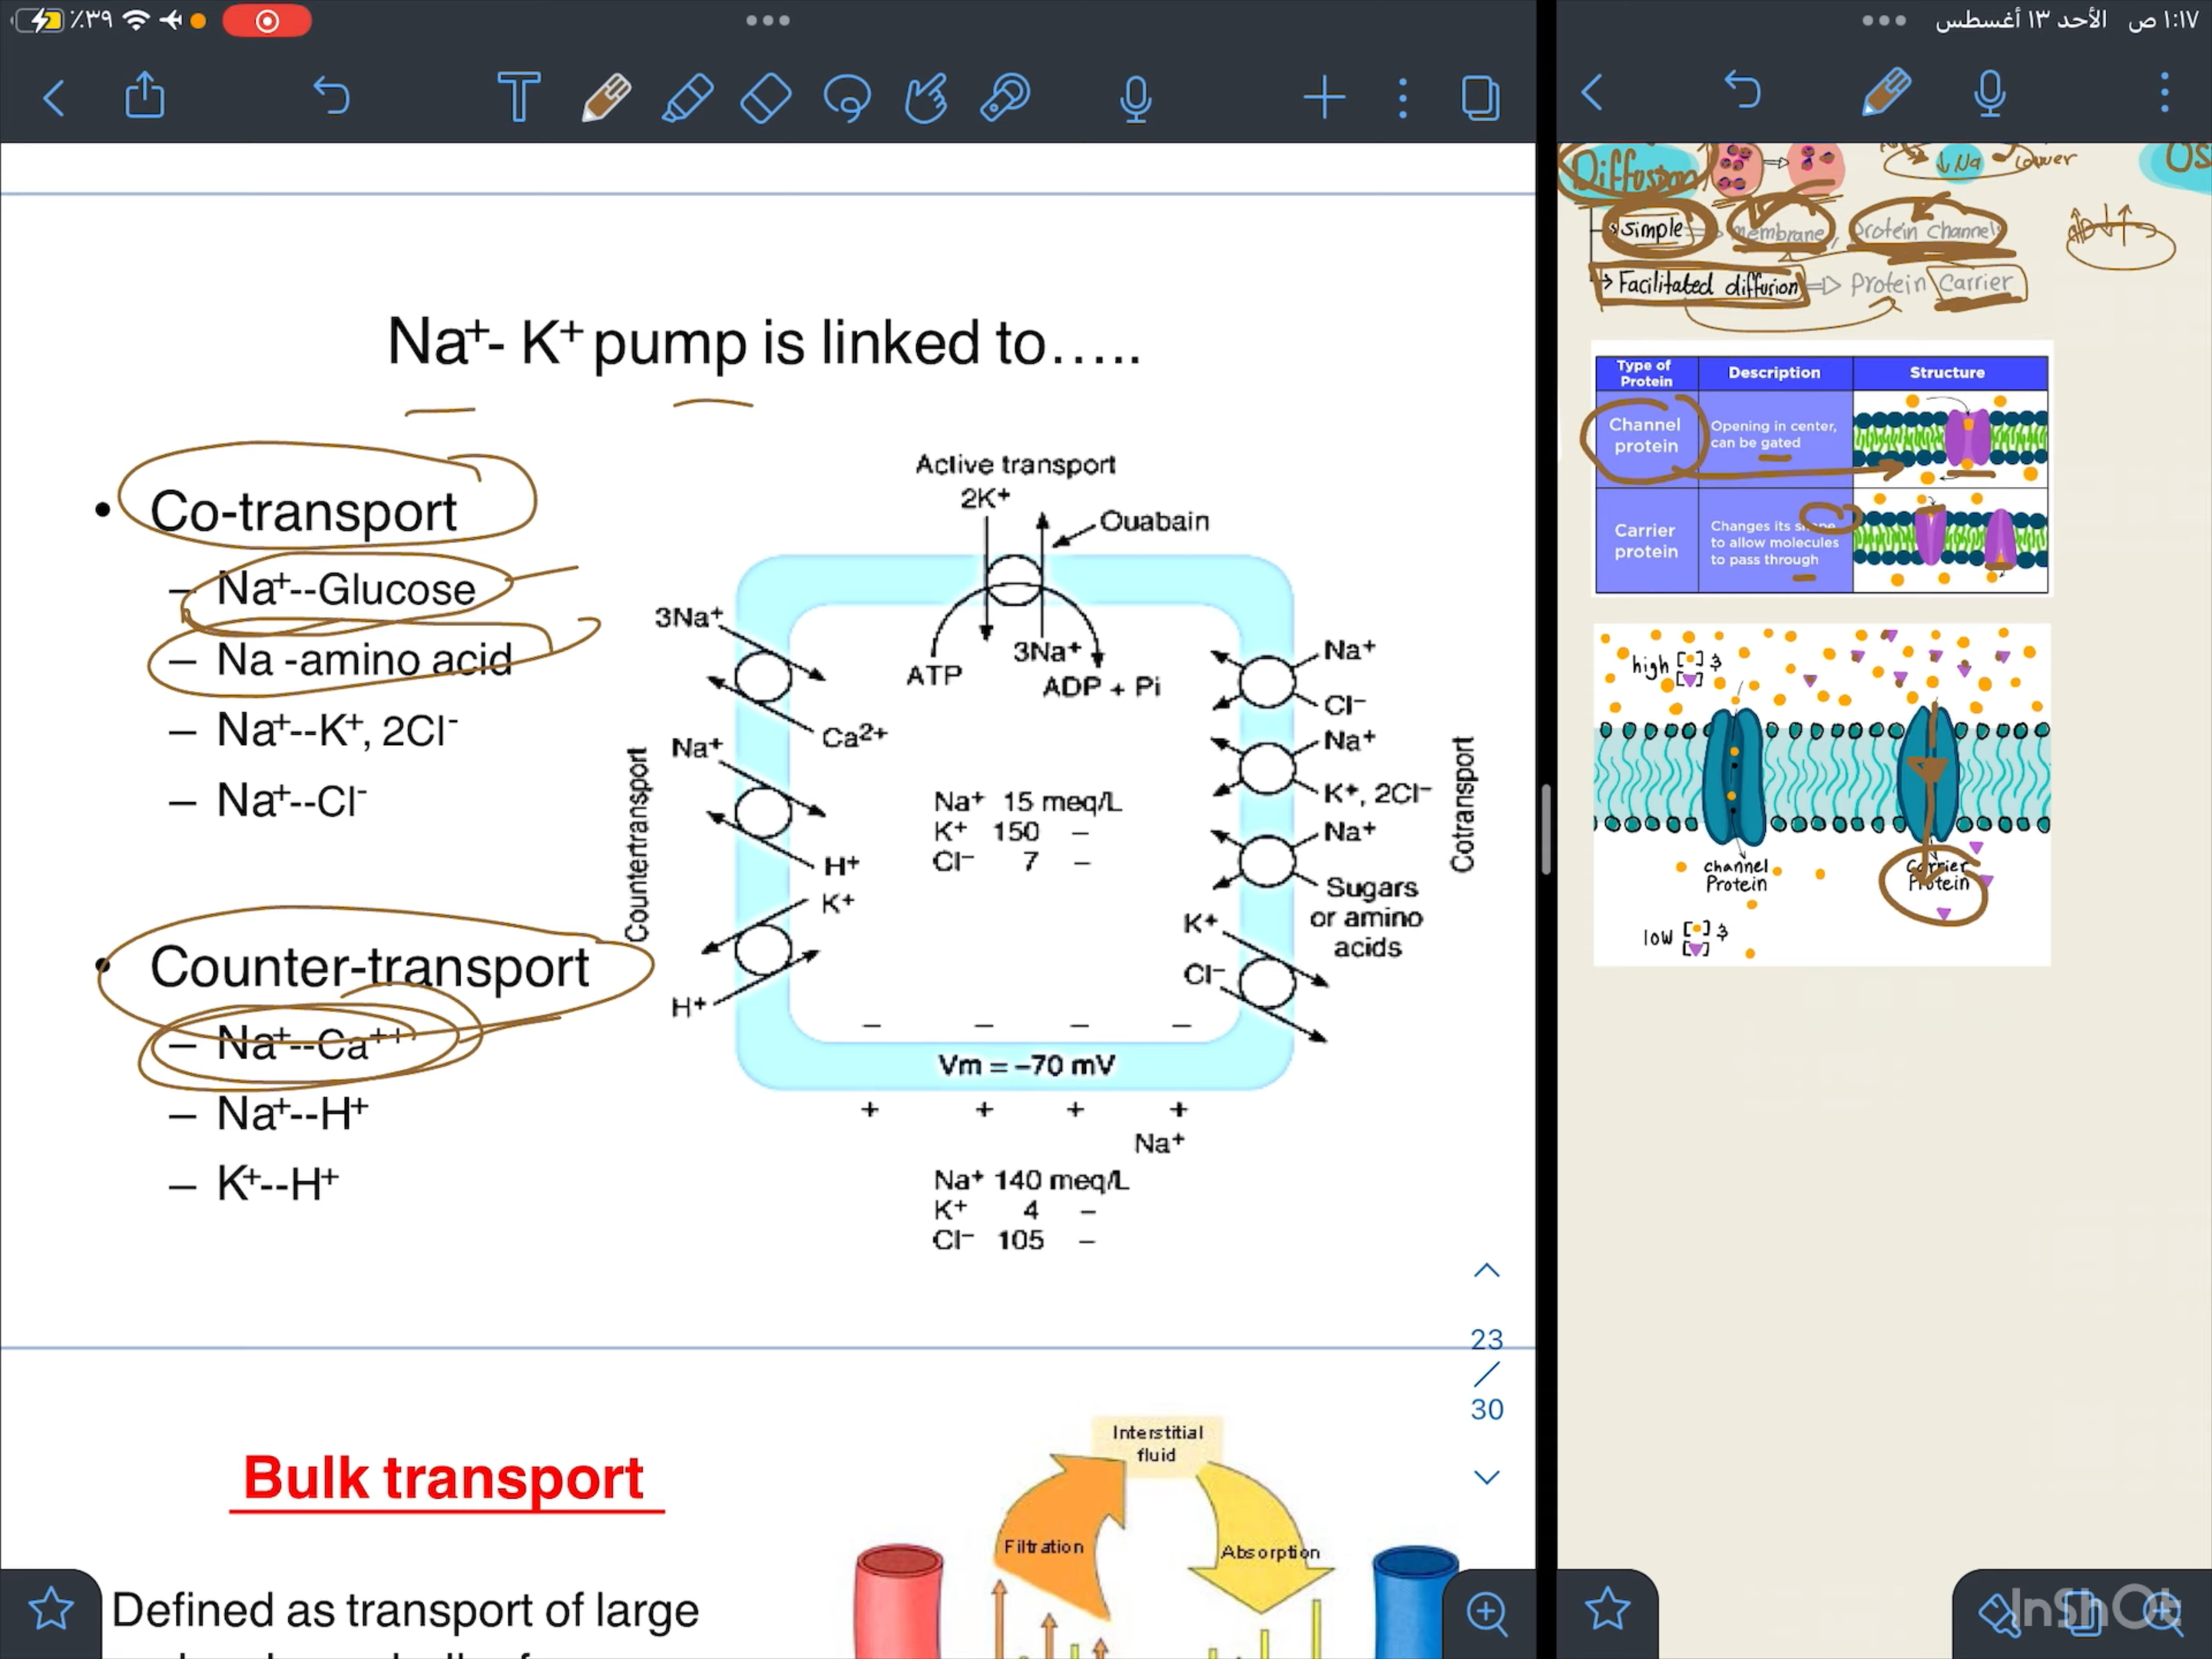 ٪٣٩
١:١٧ ص الأحد ١٣ أغسطس
Na⁺- K⁺ pump is linked to.....
• Co-transport
– Na⁺--Glucose
– Na -amino acid
– Na⁺--K⁺, 2Cl⁻
– Na⁺--Cl⁻
• Counter-transport
– Na⁺--Ca⁺⁺
– Na⁺--H⁺
– K⁺--H⁺
Active transport
2K⁺
Ouabain
3Na⁺
ATP
3Na⁺
ADP + Pi
Ca²⁺
Na⁺
H⁺
K⁺
H⁺
Countertransport
Na⁺ 15 meq/L
K⁺ 150 –
Cl⁻ 7 –
Na⁺
Cl⁻
Na⁺
K⁺, 2Cl⁻
Na⁺
Sugars
or amino
acids
K⁺
Cl⁻
Cotransport
– – – –
Vm = –70 mV
+ + + +
Na⁺
Na⁺ 140 meq/L
K⁺ 4 –
Cl⁻ 105 –
23
/
30
Bulk transport
Defined as transport of large
Interstitial
fluid
Filtration
Absorption
Diffusion
↓ Na
Lower
OS
simple
membrane, Protein Channels
→ Facilitated diffusion ⇒ Protein Carrier
Type of
Protein
Description
Structure
Channel
protein
Opening in center,
can be gated
Carrier
protein
Changes its shape
to allow molecules
to pass through
high
channel
Protein
Carrier
Protein
low
InShOt